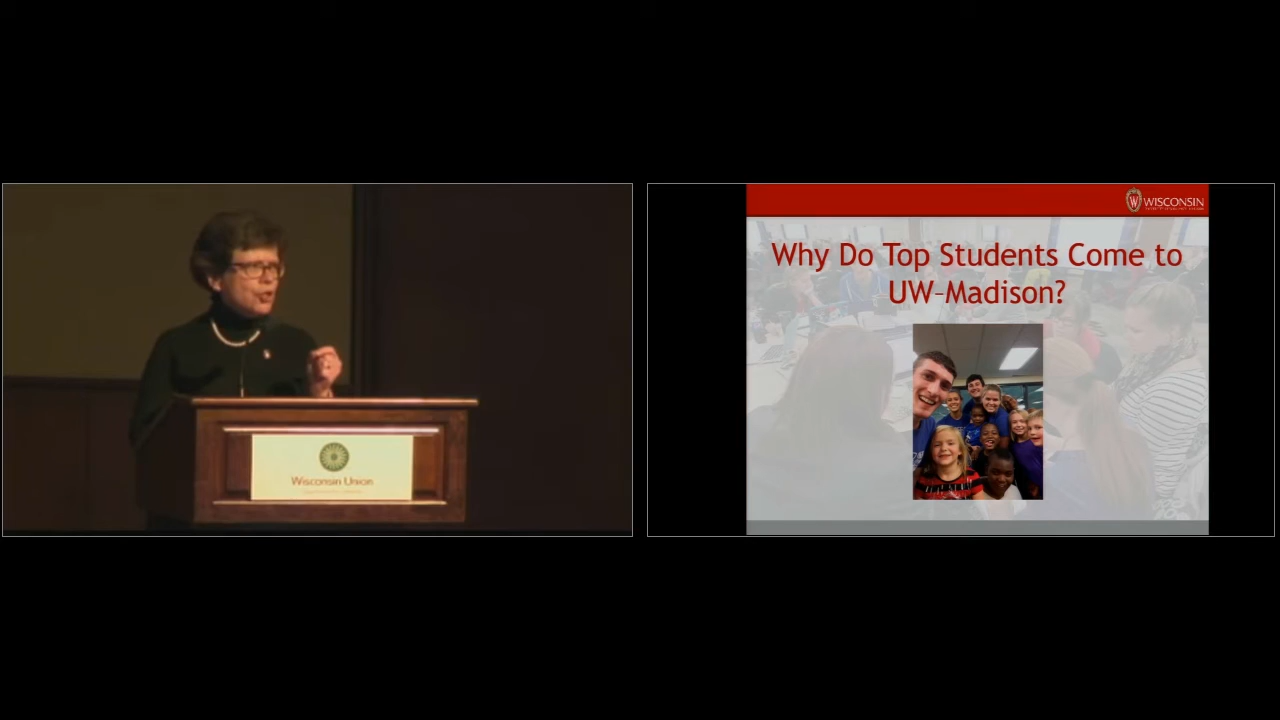 Wisconsin Union
WISCONSIN
Why Do Top Students Come to
UW–Madison?